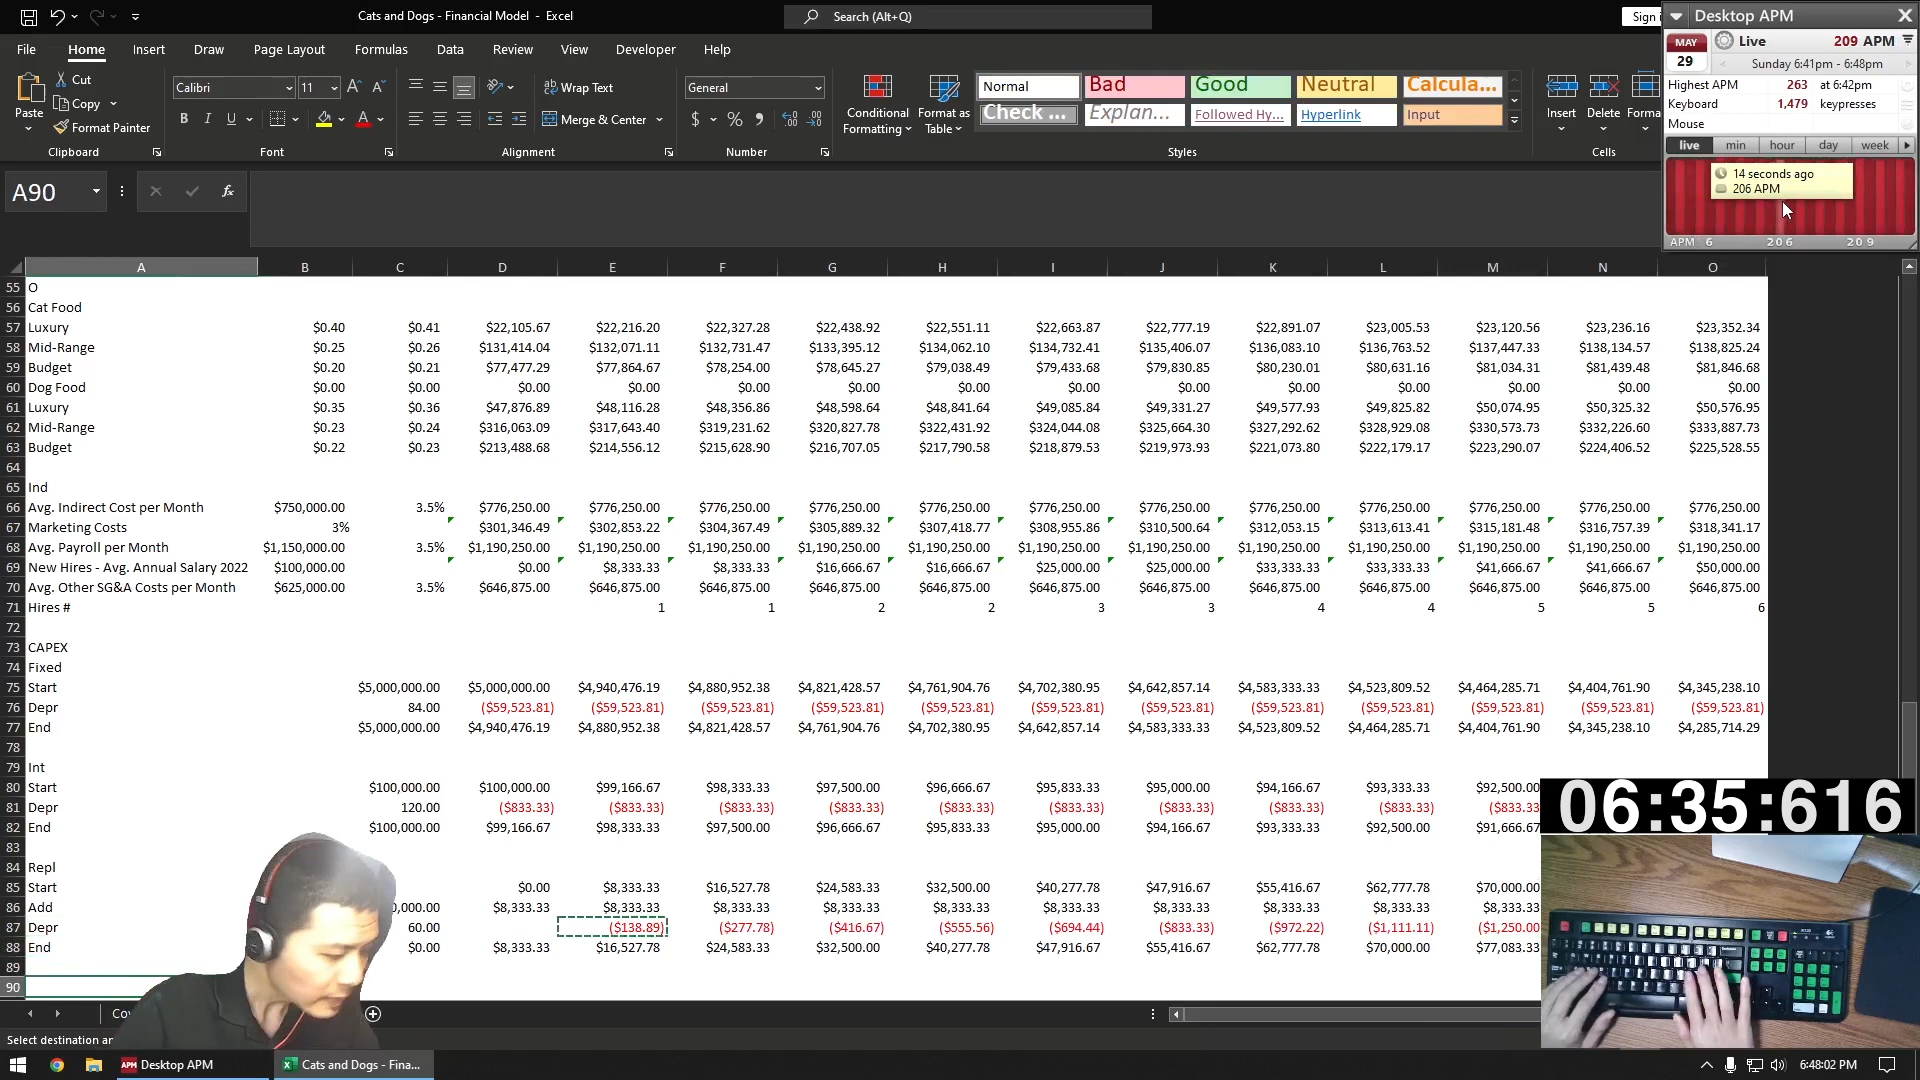 Cats and Dogs - Financial Model - Excel
Search (Alt+Q)
Sign i
File Home Insert Draw Page Layout Formulas Data Review View Developer Help
Paste
Cut
Copy
Format Painter
Clipboard
Calibri 11
B I U
Font
Wrap Text
Merge & Center
Alignment
General
$ % 9
Number
Conditional Formatting
Format as Table
Normal Bad Good Neutral Calcula...
Check ... Explan... Followed Hy... Hyperlink Input
Styles
Insert Delete Forma
Cells
Desktop APM
MAY 29
Live 209 APM
Sunday 6:41pm - 6:48pm
Highest APM 263 at 6:42pm
Keyboard 1,479 keypresses
Mouse
live min hour day week
14 seconds ago
206 APM
APM 6 206 209
A90
fx
A B C D E F G H I J K L M N O
55 O
56 Cat Food
57 Luxury $0.40 $0.41 $22,105.67 $22,216.20 $22,327.28 $22,438.92 $22,551.11 $22,663.87 $22,777.19 $22,891.07 $23,005.53 $23,120.56 $23,236.16 $23,352.34
58 Mid-Range $0.25 $0.26 $131,414.04 $132,071.11 $132,731.47 $133,395.12 $134,062.10 $134,732.41 $135,406.07 $136,083.10 $136,763.52 $137,447.33 $138,134.57 $138,825.24
59 Budget $0.20 $0.21 $77,477.29 $77,864.67 $78,254.00 $78,645.27 $79,038.49 $79,433.68 $79,830.85 $80,230.01 $80,631.16 $81,034.31 $81,439.48 $81,846.68
60 Dog Food $0.00 $0.00 $0.00 $0.00 $0.00 $0.00 $0.00 $0.00 $0.00 $0.00 $0.00 $0.00 $0.00 $0.00
61 Luxury $0.35 $0.36 $47,876.89 $48,116.28 $48,356.86 $48,598.64 $48,841.64 $49,085.84 $49,331.27 $49,577.93 $49,825.82 $50,074.95 $50,325.32 $50,576.95
62 Mid-Range $0.23 $0.24 $316,063.09 $317,643.40 $319,231.62 $320,827.78 $322,431.92 $324,044.08 $325,664.30 $327,292.62 $328,929.08 $330,573.73 $332,226.60 $333,887.73
63 Budget $0.22 $0.23 $213,488.68 $214,556.12 $215,628.90 $216,707.05 $217,790.58 $218,879.53 $219,973.93 $221,073.80 $222,179.17 $223,290.07 $224,406.52 $225,528.55
64
65 Ind
66 Avg. Indirect Cost per Month $750,000.00 3.5% $776,250.00 $776,250.00 $776,250.00 $776,250.00 $776,250.00 $776,250.00 $776,250.00 $776,250.00 $776,250.00 $776,250.00 $776,250.00 $776,250.00
67 Marketing Costs 3% $301,346.49 $302,853.22 $304,367.49 $305,889.32 $307,418.77 $308,955.86 $310,500.64 $312,053.15 $313,613.41 $315,181.48 $316,757.39 $318,341.17
68 Avg. Payroll per Month $1,150,000.00 3.5% $1,190,250.00 $1,190,250.00 $1,190,250.00 $1,190,250.00 $1,190,250.00 $1,190,250.00 $1,190,250.00 $1,190,250.00 $1,190,250.00 $1,190,250.00 $1,190,250.00 $1,190,250.00
69 New Hires - Avg. Annual Salary 2022 $100,000.00 $0.00 $8,333.33 $8,333.33 $16,666.67 $16,666.67 $25,000.00 $25,000.00 $33,333.33 $33,333.33 $41,666.67 $41,666.67 $50,000.00
70 Avg. Other SG&A Costs per Month $625,000.00 3.5% $646,875.00 $646,875.00 $646,875.00 $646,875.00 $646,875.00 $646,875.00 $646,875.00 $646,875.00 $646,875.00 $646,875.00 $646,875.00 $646,875.00
71 Hires # 1 1 2 2 3 3 4 4 5 5 6
72
73 CAPEX
74 Fixed
75 Start $5,000,000.00 $5,000,000.00 $4,940,476.19 $4,880,952.38 $4,821,428.57 $4,761,904.76 $4,702,380.95 $4,642,857.14 $4,583,333.33 $4,523,809.52 $4,464,285.71 $4,404,761.90 $4,345,238.10
76 Depr 84.00 ($59,523.81) ($59,523.81) ($59,523.81) ($59,523.81) ($59,523.81) ($59,523.81) ($59,523.81) ($59,523.81) ($59,523.81) ($59,523.81) ($59,523.81) ($59,523.81)
77 End $5,000,000.00 $4,940,476.19 $4,880,952.38 $4,821,428.57 $4,761,904.76 $4,702,380.95 $4,642,857.14 $4,583,333.33 $4,523,809.52 $4,464,285.71 $4,404,761.90 $4,345,238.10 $4,285,714.29
78
79 Int
80 Start $100,000.00 $100,000.00 $99,166.67 $98,333.33 $97,500.00 $96,666.67 $95,833.33 $95,000.00 $94,166.67 $93,333.33 $92,500.00
81 Depr 120.00 ($833.33) ($833.33) ($833.33) ($833.33) ($833.33) ($833.33) ($833.33) ($833.33) ($833.33) ($833.33
82 End $100,000.00 $99,166.67 $98,333.33 $97,500.00 $96,666.67 $95,833.33 $95,000.00 $94,166.67 $93,333.33 $92,500.00 $91,666.67
83
84 Repl
85 Start $0.00 $8,333.33 $16,527.78 $24,583.33 $32,500.00 $40,277.78 $47,916.67 $55,416.67 $62,777.78 $70,000.00
86 Add 0,000.00 $8,333.33 $8,333.33 $8,333.33 $8,333.33 $8,333.33 $8,333.33 $8,333.33 $8,333.33 $8,333.33 $8,333.33
87 Depr 60.00 ($138.89) ($277.78) ($416.67) ($555.56) ($694.44) ($833.33) ($972.22) ($1,111.11) ($1,250.00
88 End $0.00 $8,333.33 $16,527.78 $24,583.33 $32,500.00 $40,277.78 $47,916.67 $55,416.67 $62,777.78 $70,000.00 $77,083.33
89
90
06:35:616
Co
Select destination an
Desktop APM
Cats and Dogs - Fina...
6:48:02 PM